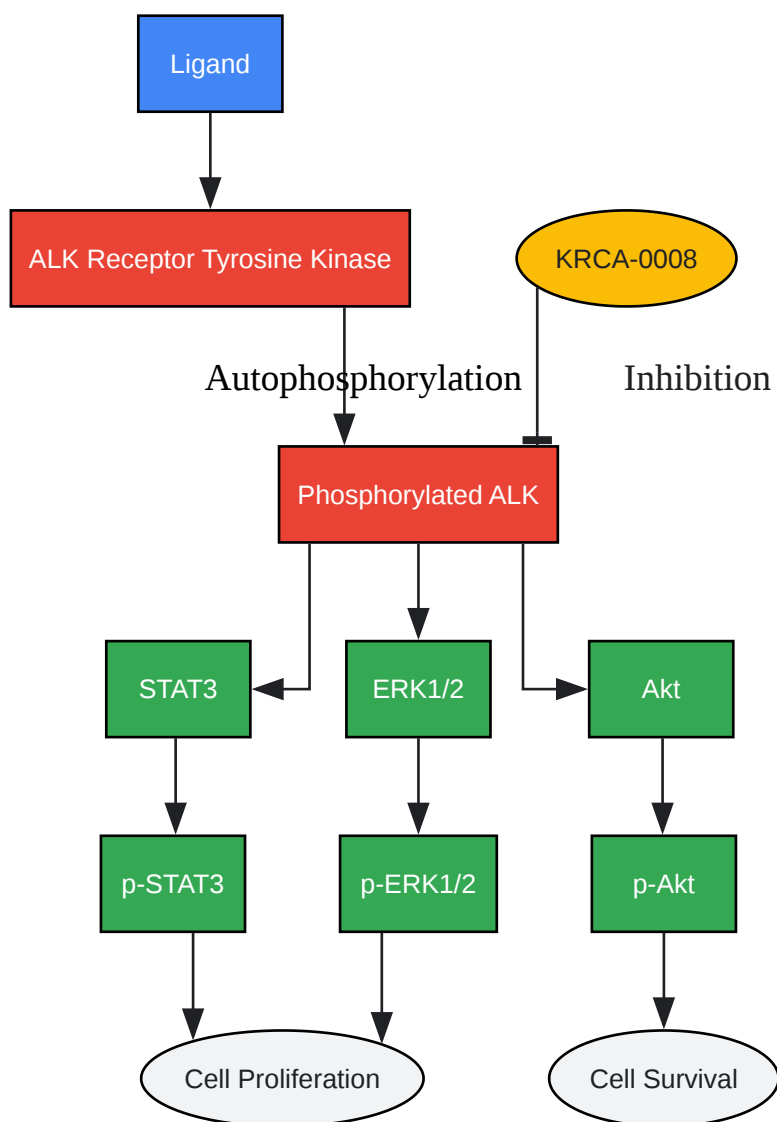 Ligand
ALK Receptor Tyrosine Kinase
KRCA-0008
Autophosphorylation
Inhibition
Phosphorylated ALK
STAT3
ERK1/2
Akt
p-STAT3
p-ERK1/2
p-Akt
Cell Proliferation
Cell Survival